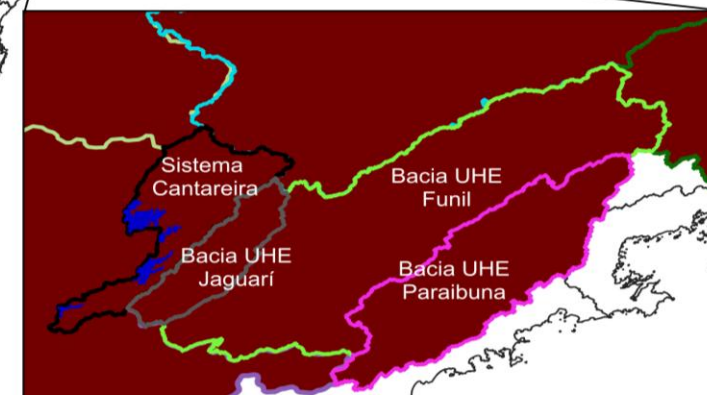 Sistema
Cantareira
Bacia UHE
Funil
Bacia UHE
Jaguarí
Bacia UHE
Paraibuna